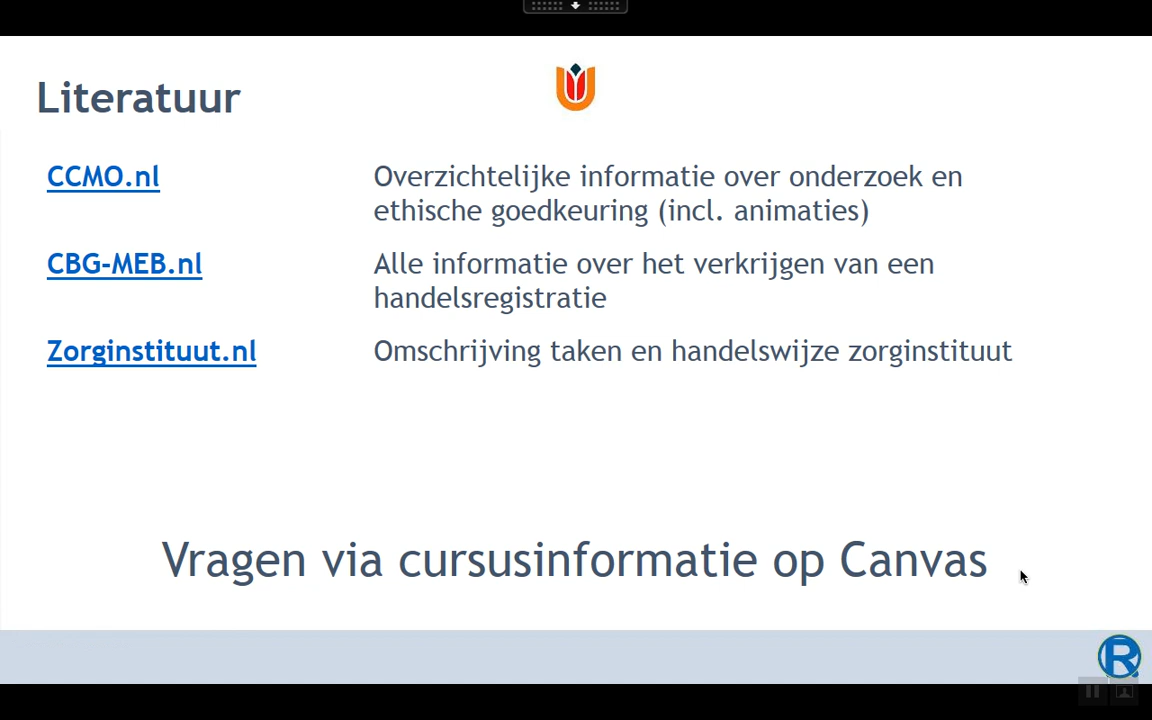 Literatuur
CCMO.nl
Overzichtelijke informatie over onderzoek en
ethische goedkeuring (incl. animaties)
CBG-MEB.nl
Alle informatie over het verkrijgen van een
handelsregistratie
Zorginstituut.nl
Omschrijving taken en handelswijze zorginstituut
Vragen via cursusinformatie op Canvas
R